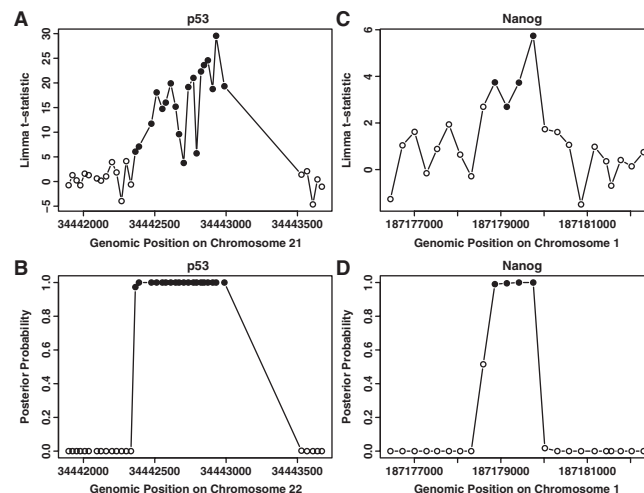 A
p53
Limma t−statistic
30
25
20
15
10
5
0
−5
34442000 34442500 34443000 34443500
Genomic Position on Chromosome 21
C
Nanog
Limma t−statistic
6
4
2
0
187177000 187179000 187181000
Genomic Position on Chromosome 1
B
p53
Posterior Probability
1.0
0.8
0.6
0.4
0.2
0.0
34442000 34442500 34443000 34443500
Genomic Position on Chromosome 22
D
Nanog
Posterior Probability
1.0
0.8
0.6
0.4
0.2
0.0
187177000 187179000 187181000
Genomic Position on Chromosome 1